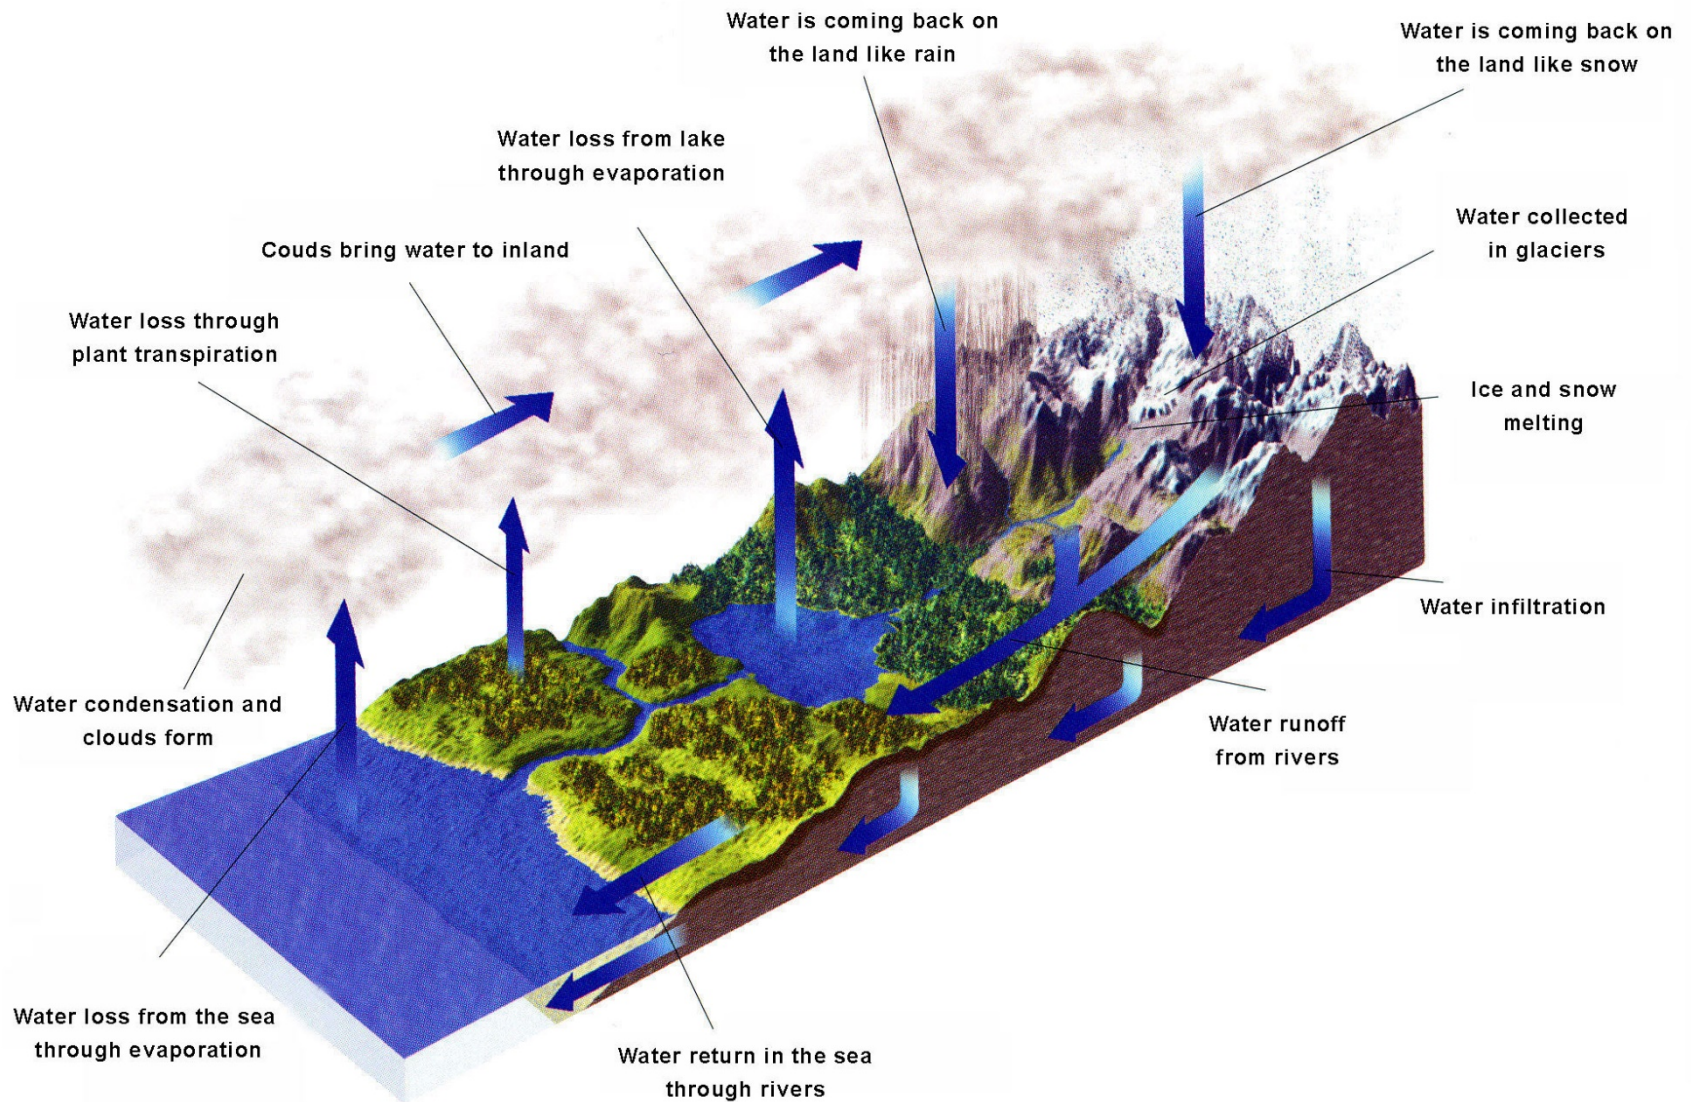 Water is coming back on
the land like rain
Water is coming back on
the land like snow
Water loss from lake
through evaporation
Water collected
in glaciers
Couds bring water to inland
Water loss through
plant transpiration
Ice and snow
melting
Water infiltration
Water condensation and
clouds form
Water runoff
from rivers
Water loss from the sea
through evaporation
Water return in the sea
through rivers